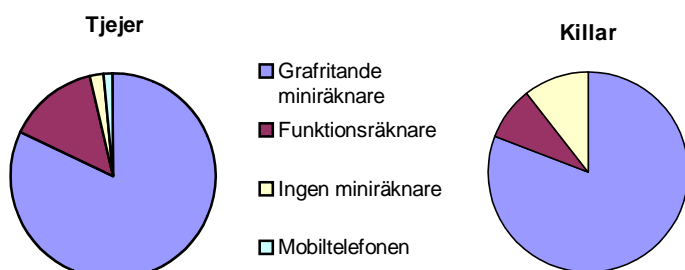 Tjejer
Killar
Grafritande
miniräknare
Funktionsräknare
Ingen miniräknare
Mobiltelefonen